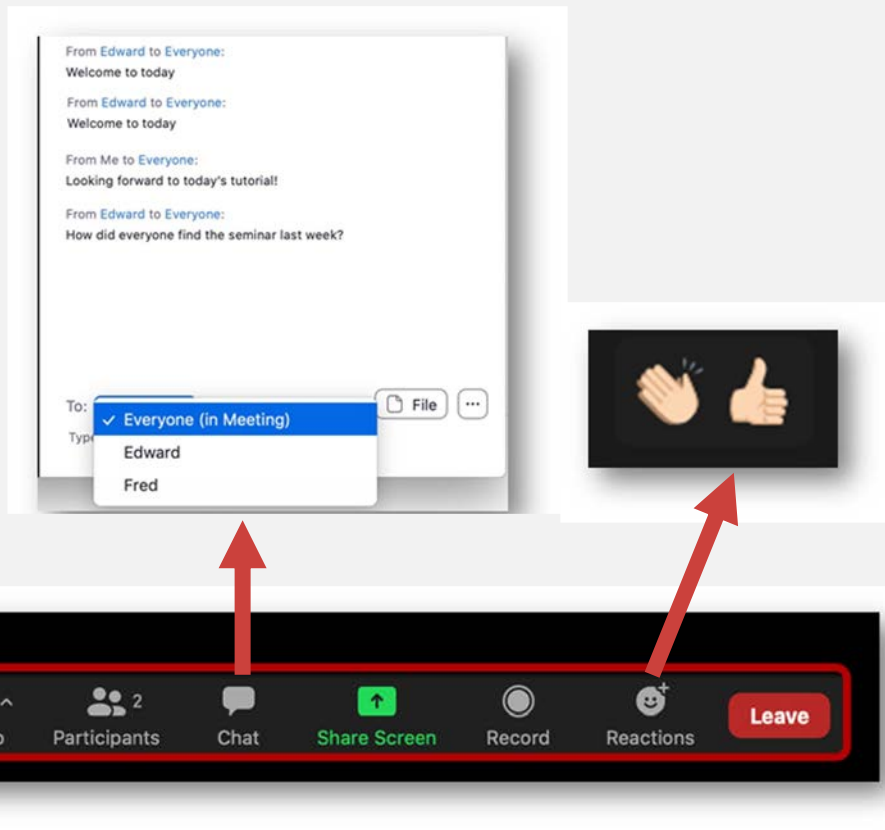 From Edward to Everyone:
Welcome to today
From Edward to Everyone:
Welcome to today
From Me to Everyone:
Looking forward to today's tutorial!
From Edward to Everyone:
How did everyone find the seminar last week?
To:
✓ Everyone (in Meeting)
File
...
Edward
Fred
2
Participants
Chat
Share Screen
Record
Reactions
Leave